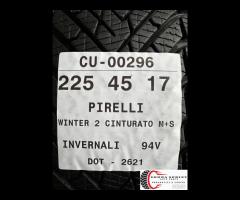 CU-00296
225 45 17
PIRELLI
WINTER 2 CINTURATO M+S
INVERNALI 94V
DOT - 2621